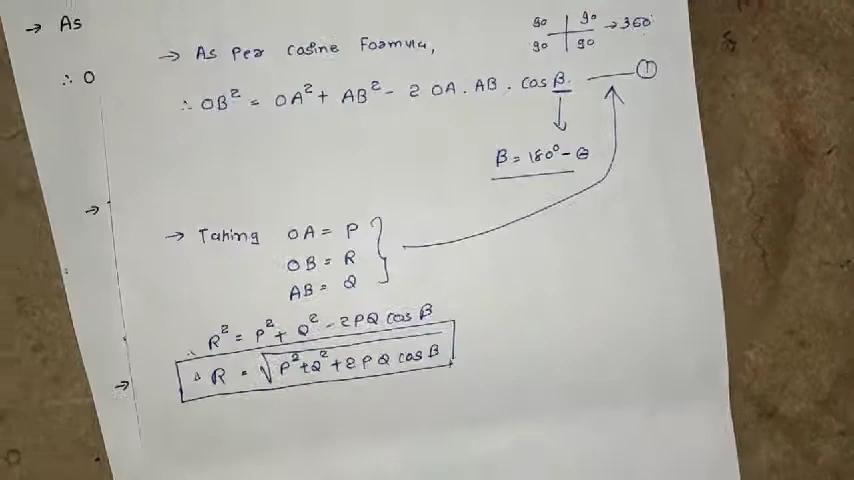 → As
90 90 → 360°
90 90
→ As per cosine Formula,
∴ O
∴ OB² = OA² + AB² - 2 OA . AB . cos β. — ①
β = 180° - θ
→ Taking OA = P
OB = R
AB = Q
∴ R² = P² + Q² - 2PQ cos β
∴ R = √P²+Q²+2PQ cos β